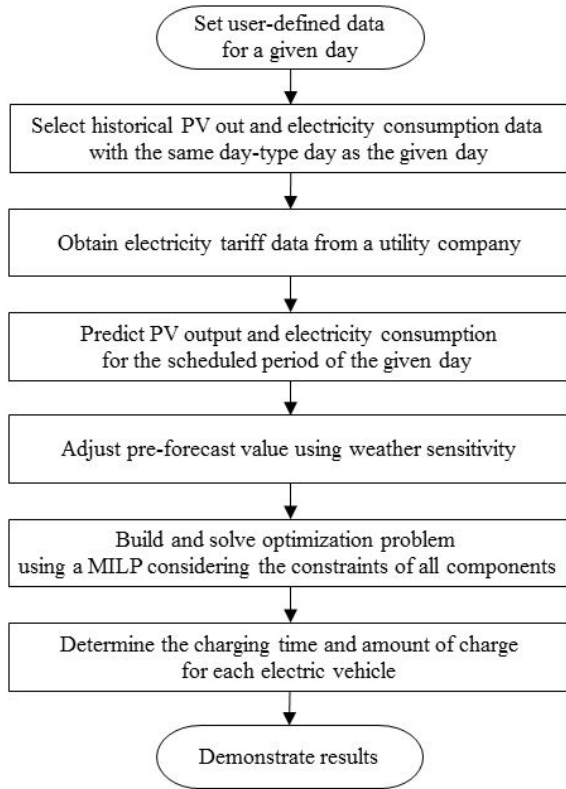 Set user-defined data
for a given day
Select historical PV out and electricity consumption data
with the same day-type day as the given day
Obtain electricity tariff data from a utility company
Predict PV output and electricity consumption
for the scheduled period of the given day
Adjust pre-forecast value using weather sensitivity
Build and solve optimization problem
using a MILP considering the constraints of all components
Determine the charging time and amount of charge
for each electric vehicle
Demonstrate results